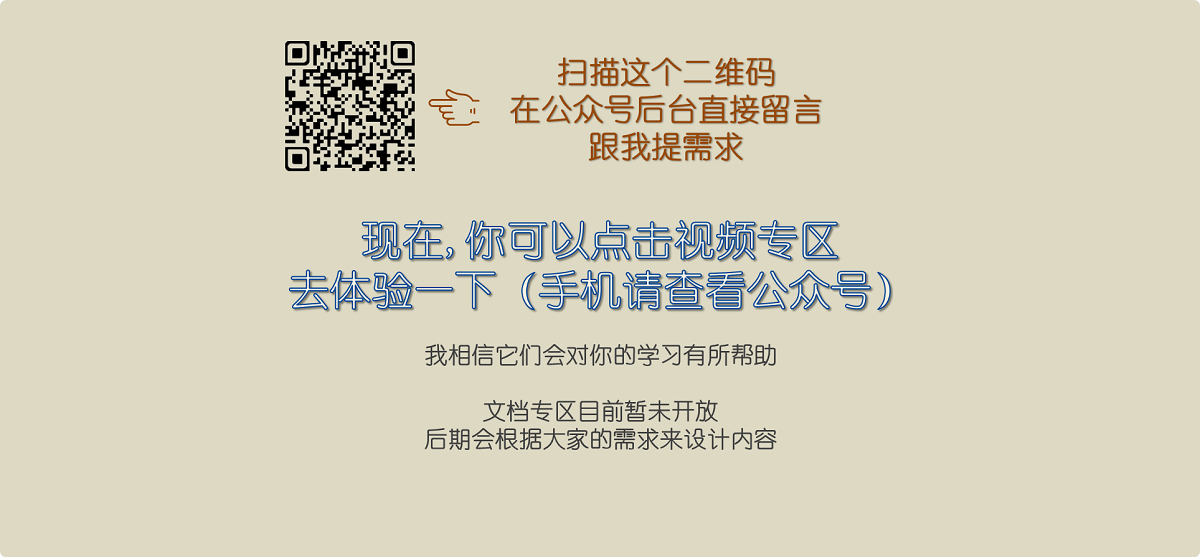 扫描这个二维码
在公众号后台直接留言
跟我提需求
现在,你可以点击视频专区
去体验一下（手机请查看公众号）
我相信它们会对你的学习有所帮助
文档专区目前暂未开放
后期会根据大家的需求来设计内容